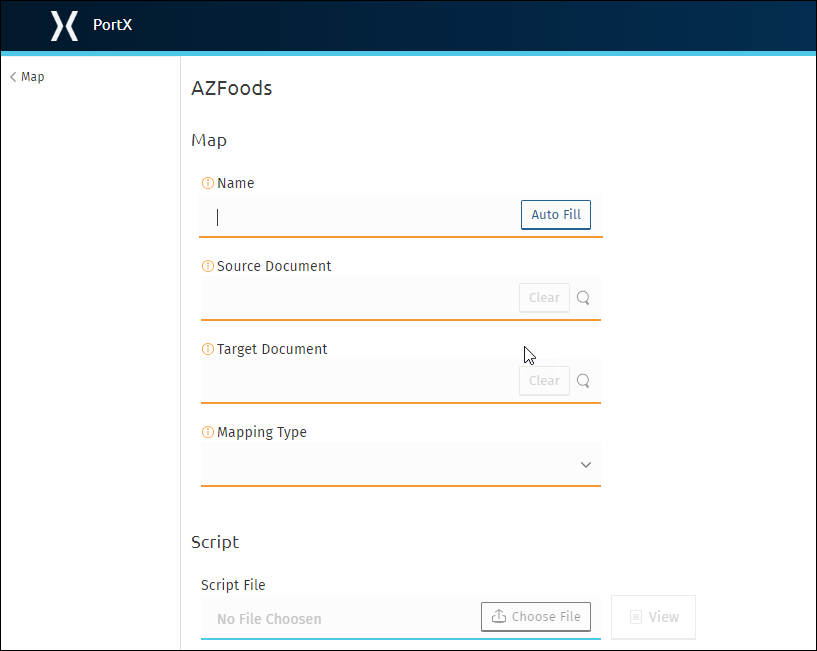 PortX
Map
AZFoods
Map
Name
Auto Fill
Source Document
Clear
Target Document
Clear
Mapping Type
Script
Script File
No File Choosen
Choose File
View